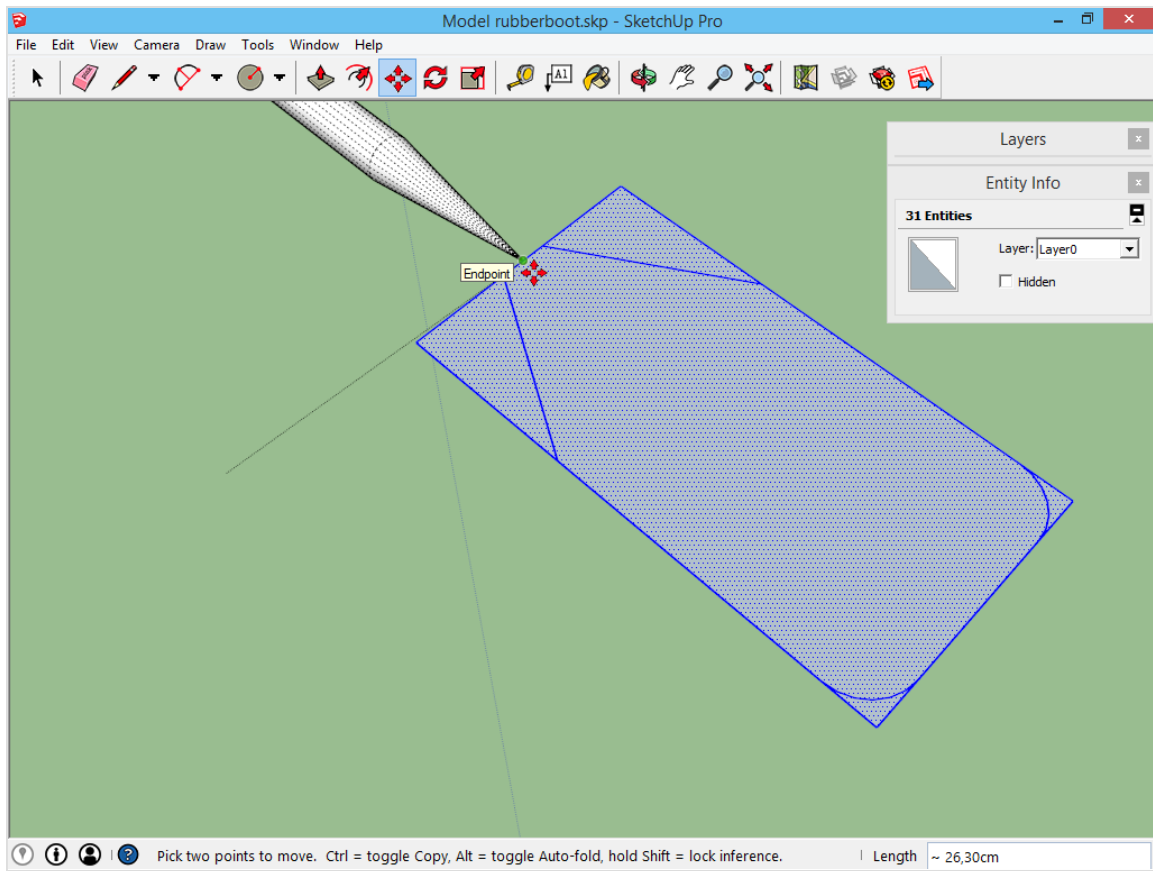 Model rubberboot.skp - SketchUp Pro
File Edit View Camera Draw Tools Window Help
A1
Layers
Entity Info
31 Entities
Layer: Layer0
Hidden
Endpoint
Pick two points to move. Ctrl = toggle Copy, Alt = toggle Auto-fold, hold Shift = lock inference.
Length ~ 26,30cm